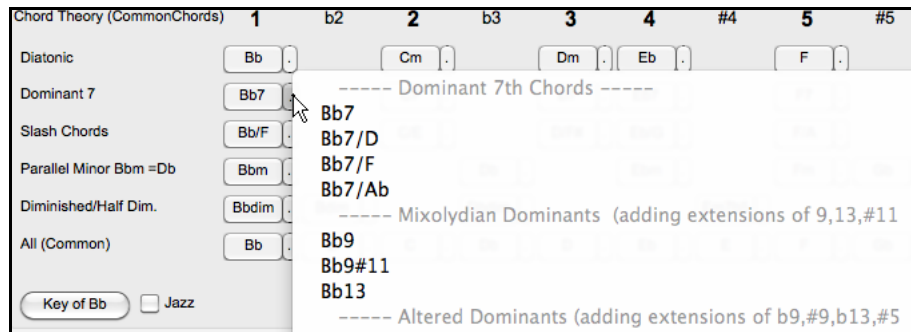 Chord Theory (CommonChords) 1 b2 2 b3 3 4 #4 5 #5
Diatonic Bb . Cm . Dm . Eb . F .
Dominant 7 Bb7 .
Slash Chords Bb/F .
Parallel Minor Bbm =Db Bbm .
Diminished/Half Dim. Bbdim .
All (Common) Bb .
Key of Bb Jazz
----- Dominant 7th Chords -----
Bb7
Bb7/D
Bb7/F
Bb7/Ab
----- Mixolydian Dominants (adding extensions of 9,13,#11
Bb9
Bb9#11
Bb13
----- Altered Dominants (adding extensions of b9,#9,b13,#5